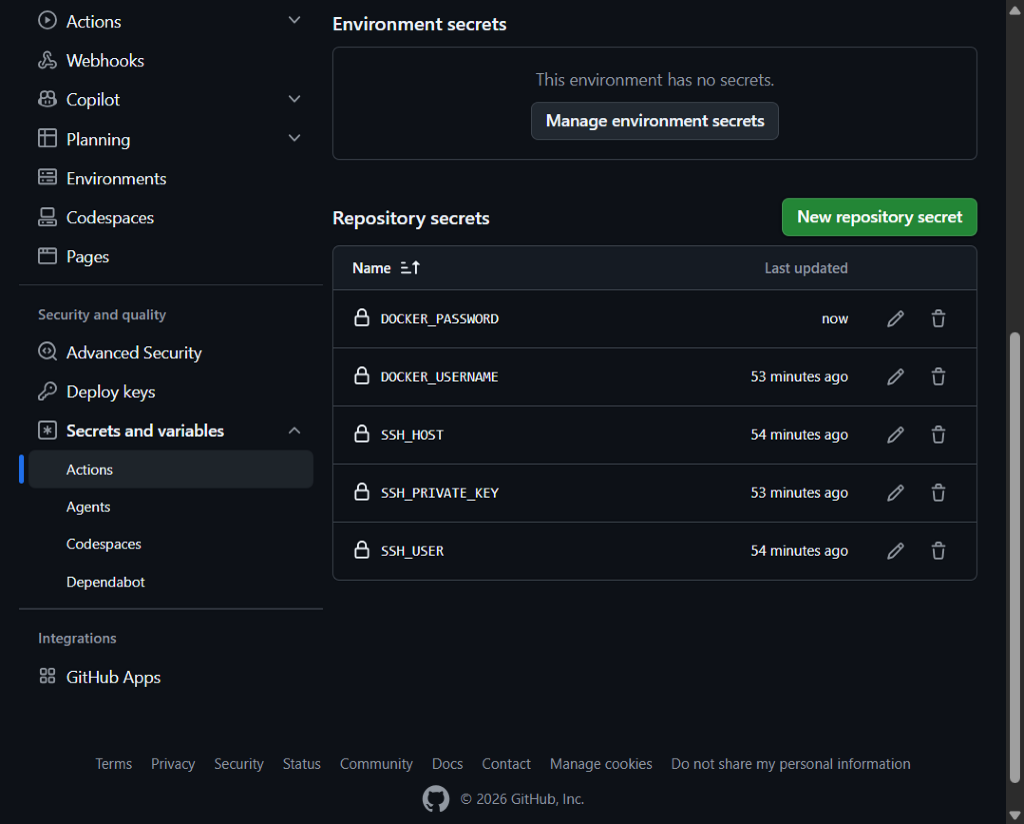 Actions
Webhooks
Copilot
Planning
Environments
Codespaces
Pages
Security and quality
Advanced Security
Deploy keys
Secrets and variables
Actions
Agents
Codespaces
Dependabot
Integrations
GitHub Apps
Environment secrets
This environment has no secrets.
Manage environment secrets
Repository secrets
New repository secret
Name Last updated
DOCKER_PASSWORD now
DOCKER_USERNAME 53 minutes ago
SSH_HOST 54 minutes ago
SSH_PRIVATE_KEY 53 minutes ago
SSH_USER 54 minutes ago
Terms Privacy Security Status Community Docs Contact Manage cookies Do not share my personal information
© 2026 GitHub, Inc.